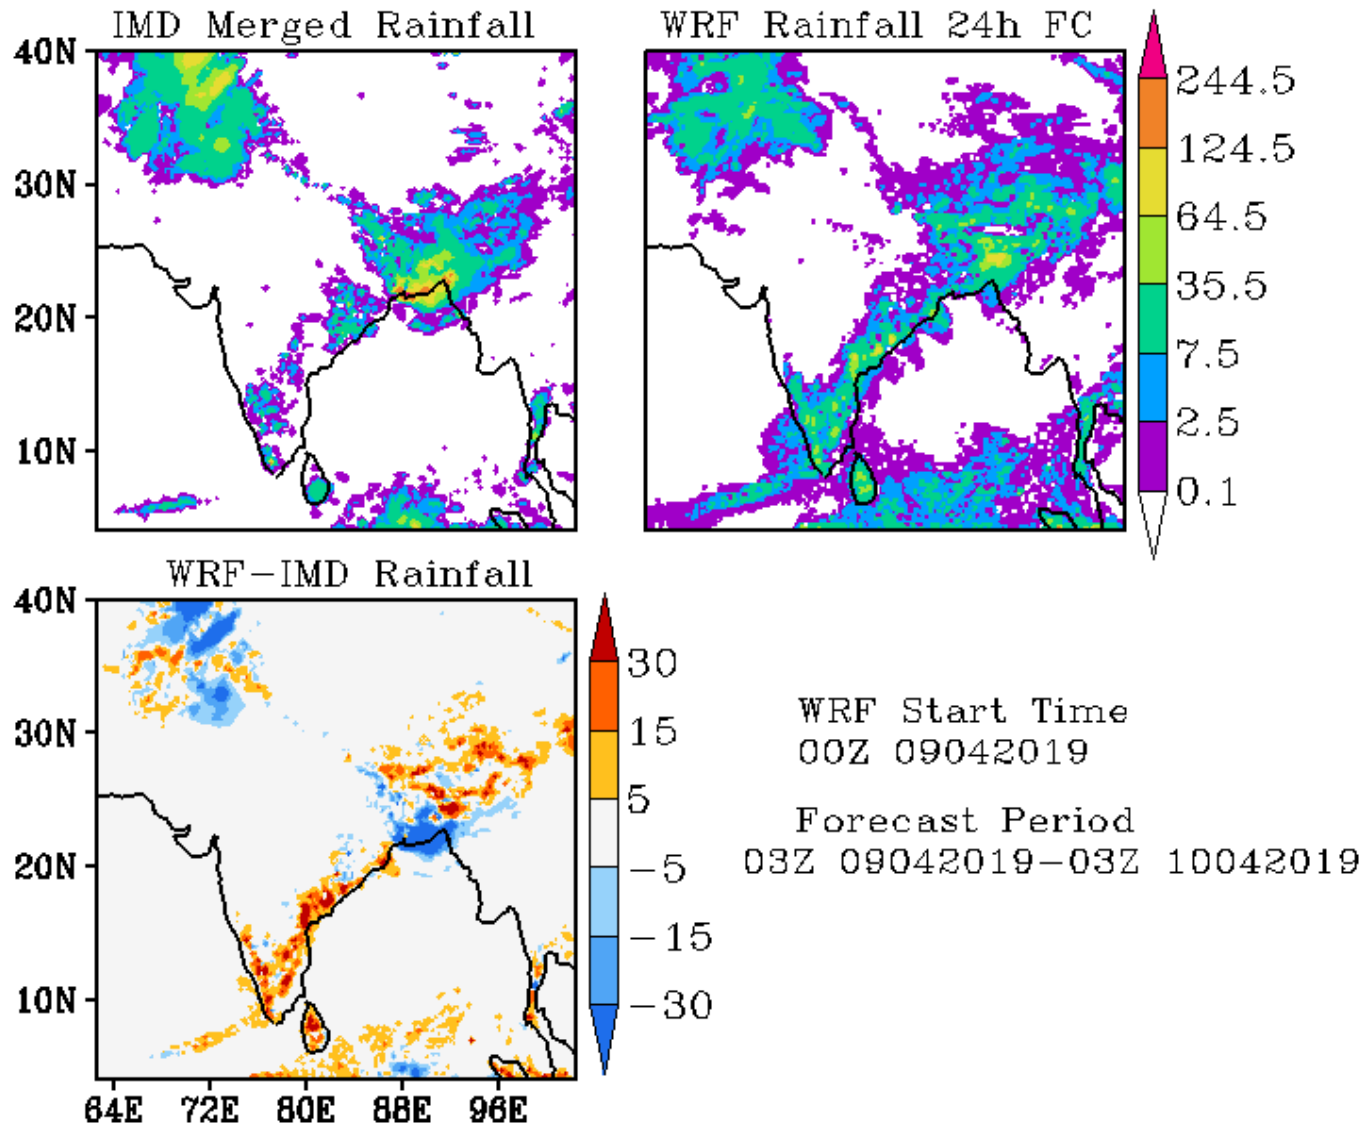 IMD Merged Rainfall
WRF Rainfall 24h FC
40N
30N
20N
10N
244.5
124.5
64.5
35.5
7.5
2.5
0.1
WRF-IMD Rainfall
40N
30N
20N
10N
64E 72E 80E 88E 96E
30
15
5
-5
-15
-30
WRF Start Time
00Z 09042019
Forecast Period
03Z 09042019-03Z 10042019